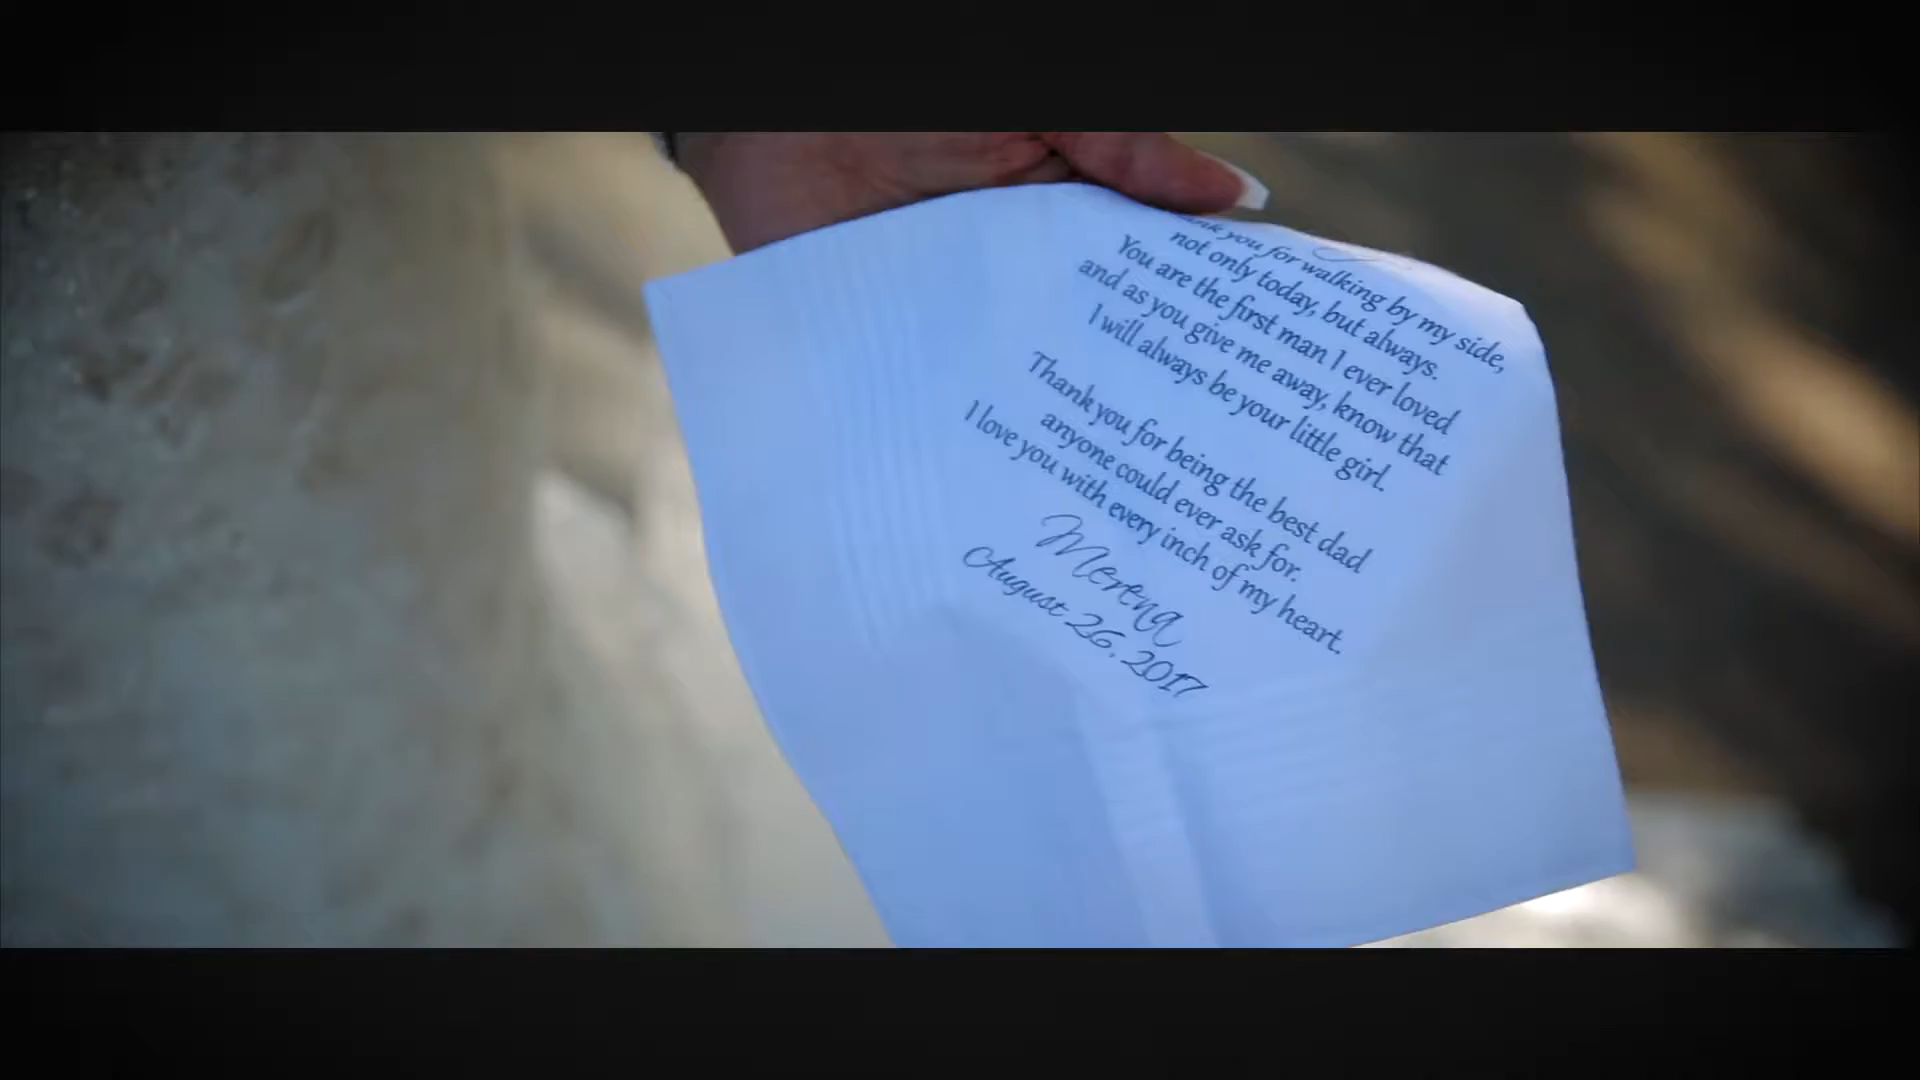 you for walking by my side,
not only today, but always.
You are the first man I ever loved
and as you give me away, know that
I will always be your little girl.
Thank you for being the best dad
anyone could ever ask for.
I love you with every inch of my heart.
Merena
August 26, 2017